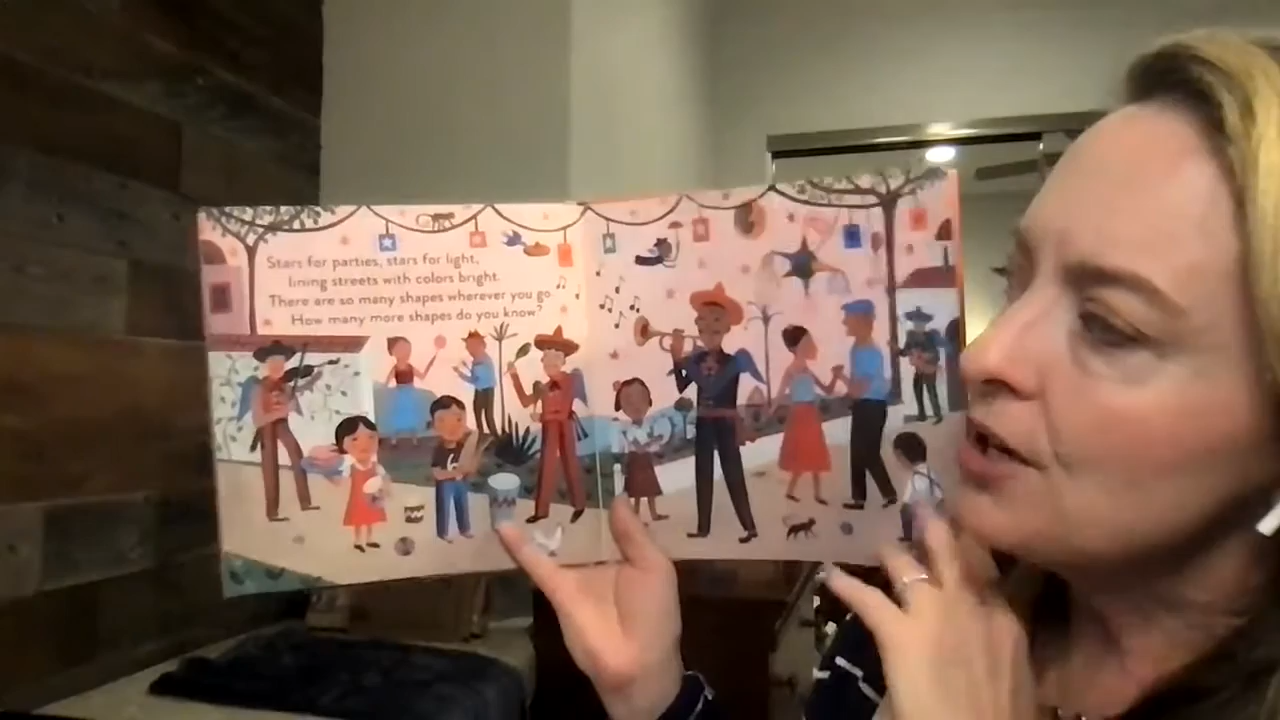 Stars for parties, stars for light,
lining streets with colors bright.
There are so many shapes wherever you go.
How many more shapes do you know?